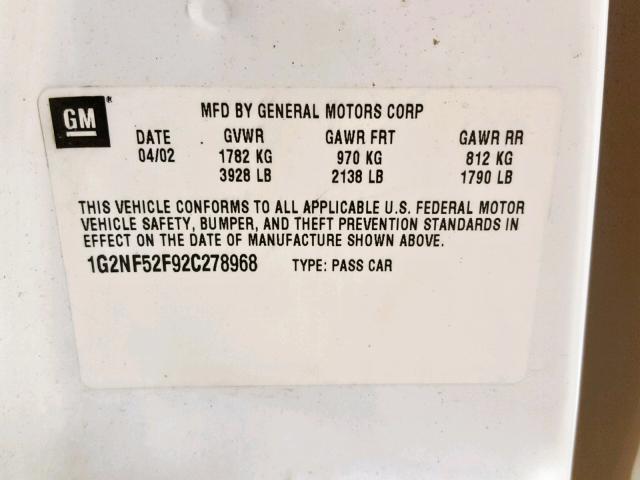 GM® MFD BY GENERAL MOTORS CORP
DATE GVWR GAWR FRT GAWR RR
04/02 1782 KG 970 KG 812 KG
3928 LB 2138 LB 1790 LB
THIS VEHICLE CONFORMS TO ALL APPLICABLE U.S. FEDERAL MOTOR
VEHICLE SAFETY, BUMPER, AND THEFT PREVENTION STANDARDS IN
EFFECT ON THE DATE OF MANUFACTURE SHOWN ABOVE.
1G2NF52F92C278968 TYPE: PASS CAR